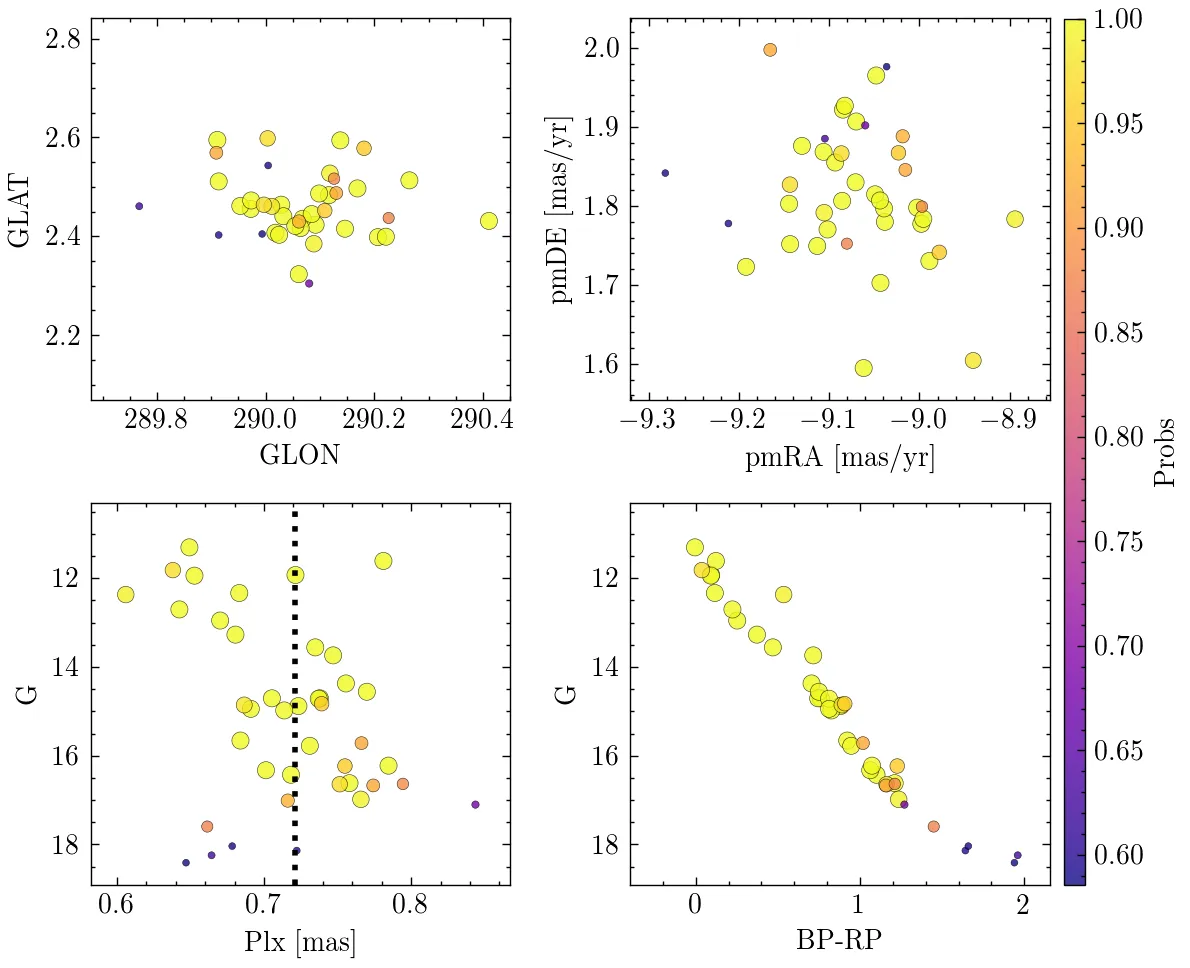 2.8
2.6
2.4
2.2
GLAT
289.8 290.0 290.2 290.4
GLON
2.0
1.9
1.8
1.7
1.6
pmDE [mas/yr]
−9.3 −9.2 −9.1 −9.0 −8.9
pmRA [mas/yr]
1.00
0.95
0.90
0.85
0.80
0.75
0.70
0.65
0.60
Probs
12
14
16
18
G
0.6 0.7 0.8
Plx [mas]
12
14
16
18
G
0 1 2
BP-RP